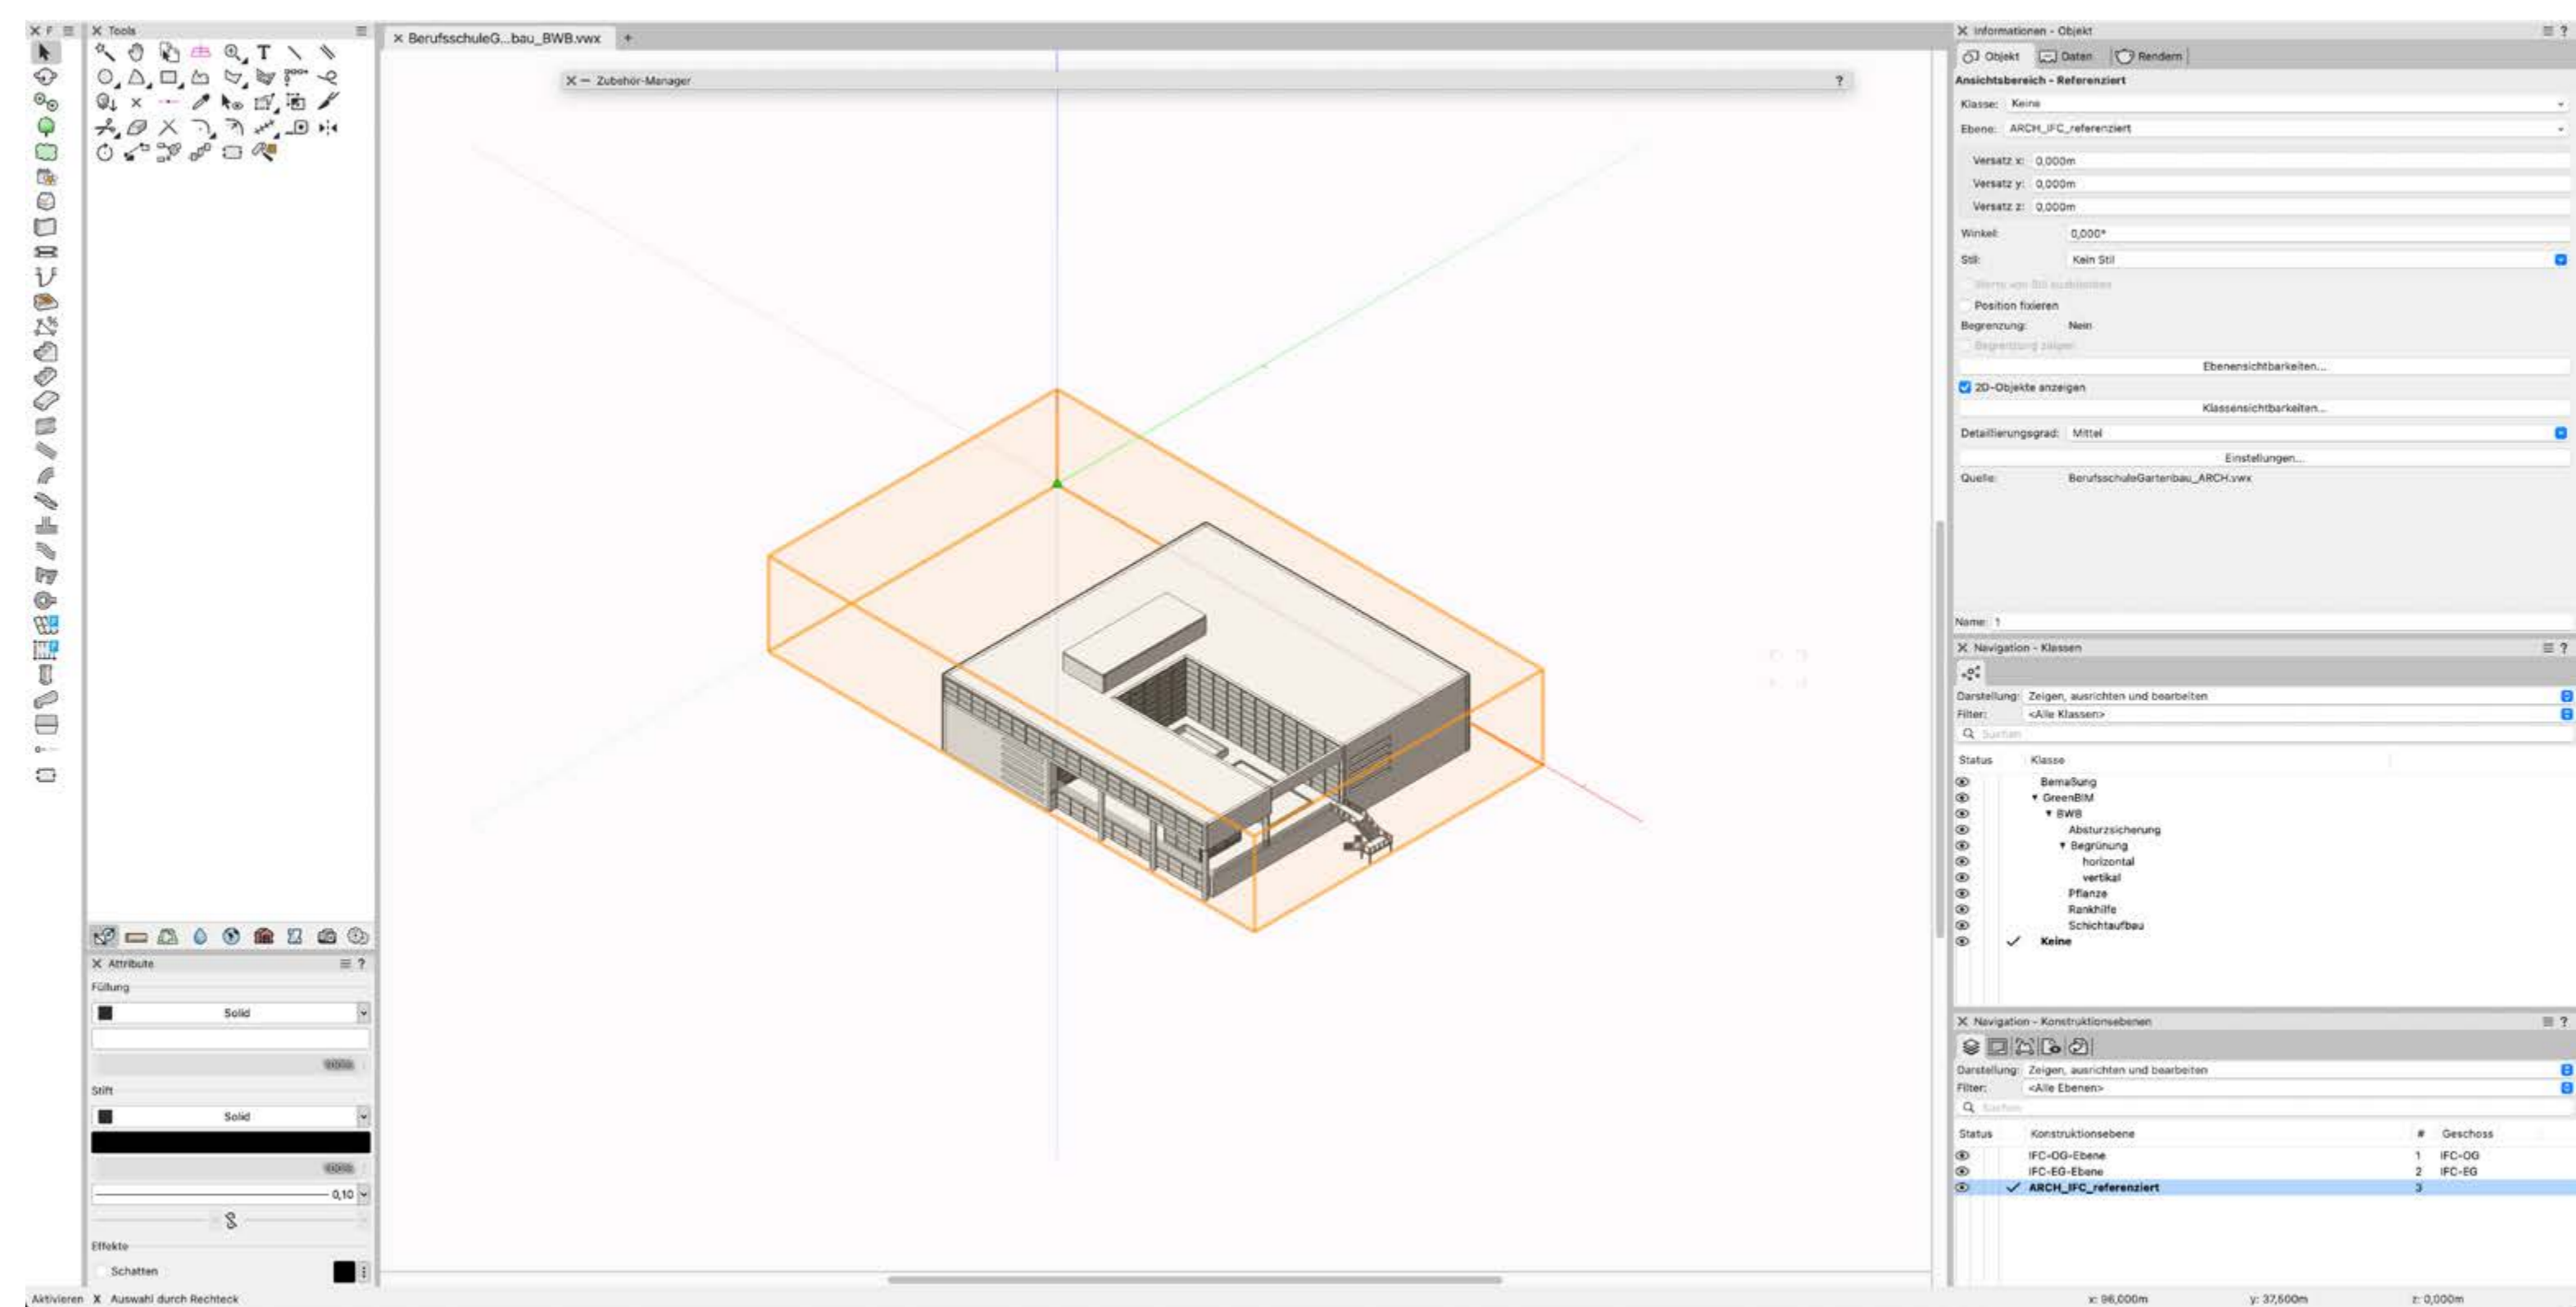 F
Tools
BerufsschuleG...bau_BWB.vwx +
Zubehör-Manager ?
T
Füllung
Attribute ?
Solid
Stift
Solid
0,10
Effekte
Schatten
Aktivieren X Auswahl durch Rechteck
Informationen - Objekt ?
Objekt Daten Rendern
Ansichtsbereich - Referenziert
Klasse: Keine
Ebene: ARCH_IFC_referenziert
Versatz x: 0,000m
Versatz y: 0,000m
Versatz z: 0,000m
Winkel: 0,000°
Stil: Kein Stil
Position fixieren
Begrenzung: Nein
Begrenzung zeigen
Ebenensichtbarkeiten...
2D-Objekte anzeigen
Klassensichtbarkeiten...
Detaillierungsgrad: Mittel
Einstellungen...
Quelle: BerufsschuleGartenbau_ARCH.vwx
Name: 1
Navigation - Klassen ?
Darstellung: Zeigen, ausrichten und bearbeiten
Filter: <Alle Klassen>
Suchen
Status Klasse
Bemaßung
GreenBIM
BWB
Absturzsicherung
Begrünung
horizontal
vertikal
Pflanze
Rankhilfe
Schichtaufbau
Keine
Navigation - Konstruktionsebenen ?
Darstellung: Zeigen, ausrichten und bearbeiten
Filter: <Alle Ebenen>
Suchen
Status Konstruktionsebene # Geschoss
IFC-OG-Ebene 1 IFC-OG
IFC-EG-Ebene 2 IFC-EG
ARCH_IFC_referenziert 3
x: 96,000m y: 37,600m z: 0,000m